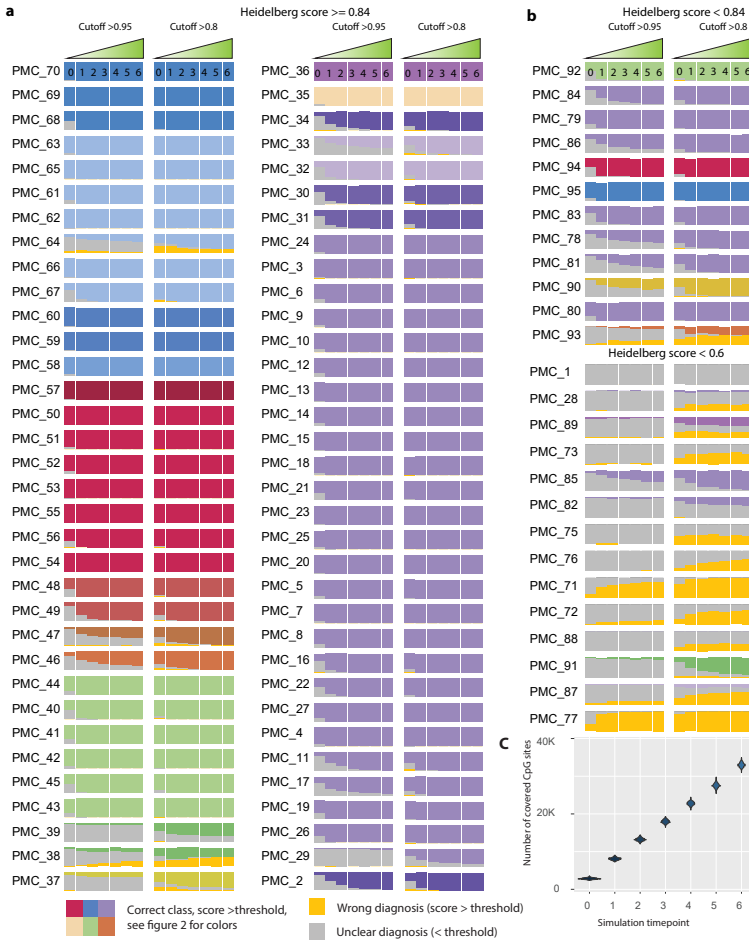 a
Heidelberg score >= 0.84
Cutoff >0.95
Cutoff >0.8
Cutoff >0.95
Cutoff >0.8
PMC_70
0 1 2 3 4 5 6
0 1 2 3 4 5 6
PMC_69
PMC_68
PMC_63
PMC_65
PMC_61
PMC_62
PMC_64
PMC_66
PMC_67
PMC_60
PMC_59
PMC_58
PMC_57
PMC_50
PMC_51
PMC_52
PMC_53
PMC_55
PMC_56
PMC_54
PMC_48
PMC_49
PMC_47
PMC_46
PMC_44
PMC_40
PMC_41
PMC_42
PMC_45
PMC_43
PMC_39
PMC_38
PMC_37
PMC_36
0 1 2 3 4 5 6
0 1 2 3 4 5 6
PMC_35
PMC_34
PMC_33
PMC_32
PMC_30
PMC_31
PMC_24
PMC_3
PMC_6
PMC_9
PMC_10
PMC_12
PMC_13
PMC_14
PMC_15
PMC_18
PMC_21
PMC_23
PMC_25
PMC_20
PMC_5
PMC_7
PMC_8
PMC_16
PMC_22
PMC_27
PMC_4
PMC_11
PMC_17
PMC_19
PMC_26
PMC_29
PMC_2
Correct class, score >threshold,
see figure 2 for colors
Wrong diagnosis (score > threshold)
Unclear diagnosis (< threshold)
b
Heidelberg score < 0.84
Cutoff >0.95
Cutoff >0.8
PMC_92
0 1 2 3 4 5 6
0 1 2 3 4 5 6
PMC_84
PMC_79
PMC_86
PMC_94
PMC_95
PMC_83
PMC_78
PMC_81
PMC_90
PMC_80
PMC_93
Heidelberg score < 0.6
PMC_1
PMC_28
PMC_89
PMC_73
PMC_85
PMC_82
PMC_75
PMC_76
PMC_71
PMC_72
PMC_88
PMC_91
PMC_87
PMC_77
C
Number of covered CpG sites
40K
20K
0
0 1 2 3 4 5 6
Simulation timepoint